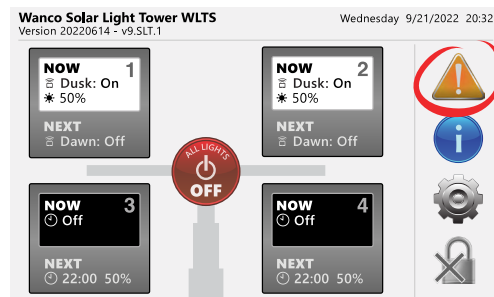 Wanco Solar Light Tower WLTS
Version 20220614 - v9.SLT.1
Wednesday 9/21/2022 20:32
NOW 1
Dusk: On
50%
NEXT
Dawn: Off
NOW 2
Dusk: On
50%
NEXT
Dawn: Off
ALL LIGHTS
OFF
NOW 3
Off
NEXT
22:00 50%
NOW 4
Off
NEXT
22:00 50%